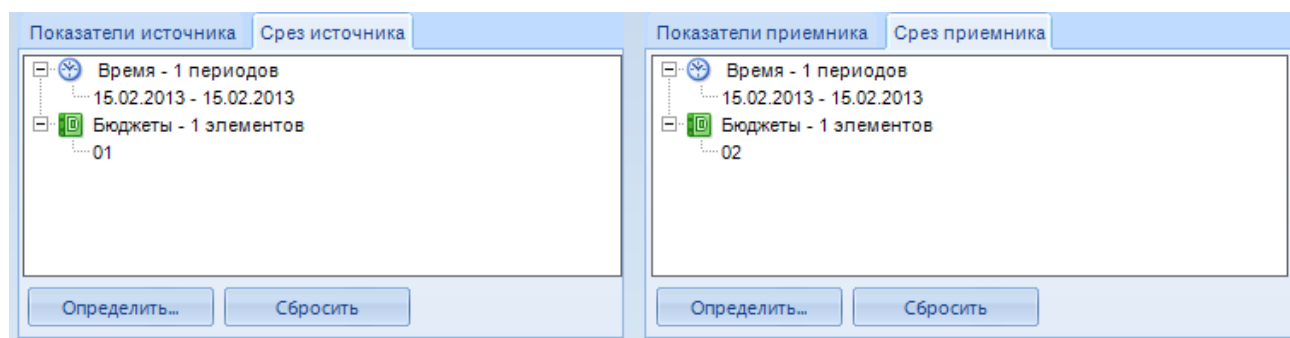 Показатели источника Срез источника
Время - 1 периодов
15.02.2013 - 15.02.2013
Бюджеты - 1 элементов
01
Определить... Сбросить
Показатели приемника Срез приемника
Время - 1 периодов
15.02.2013 - 15.02.2013
Бюджеты - 1 элементов
02
Определить... Сбросить